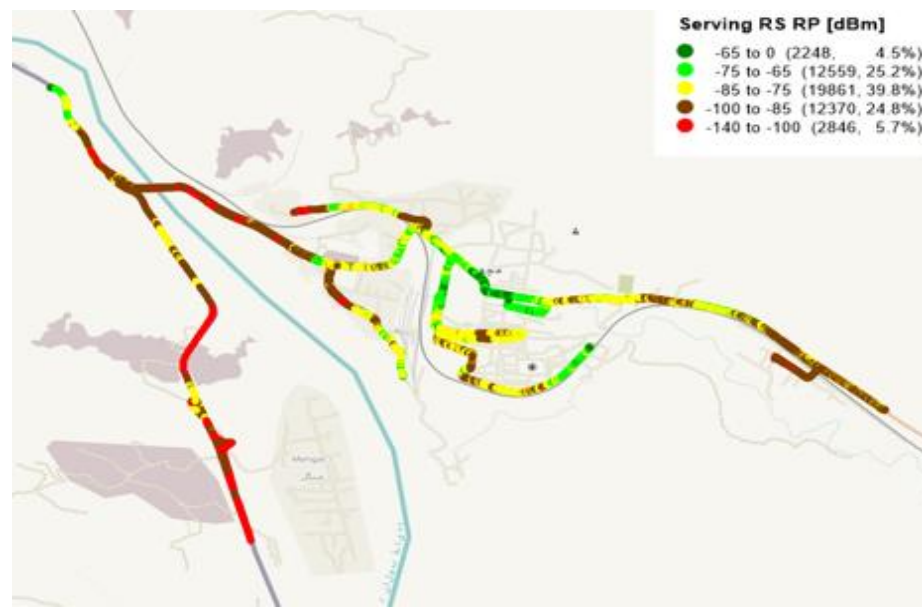 Serving RS RP [dBm]
-65 to 0 (2248, 4.5%)
-75 to -65 (12559, 25.2%)
-85 to -75 (19861, 39.8%)
-100 to -85 (12370, 24.8%)
-140 to -100 (2846, 5.7%)